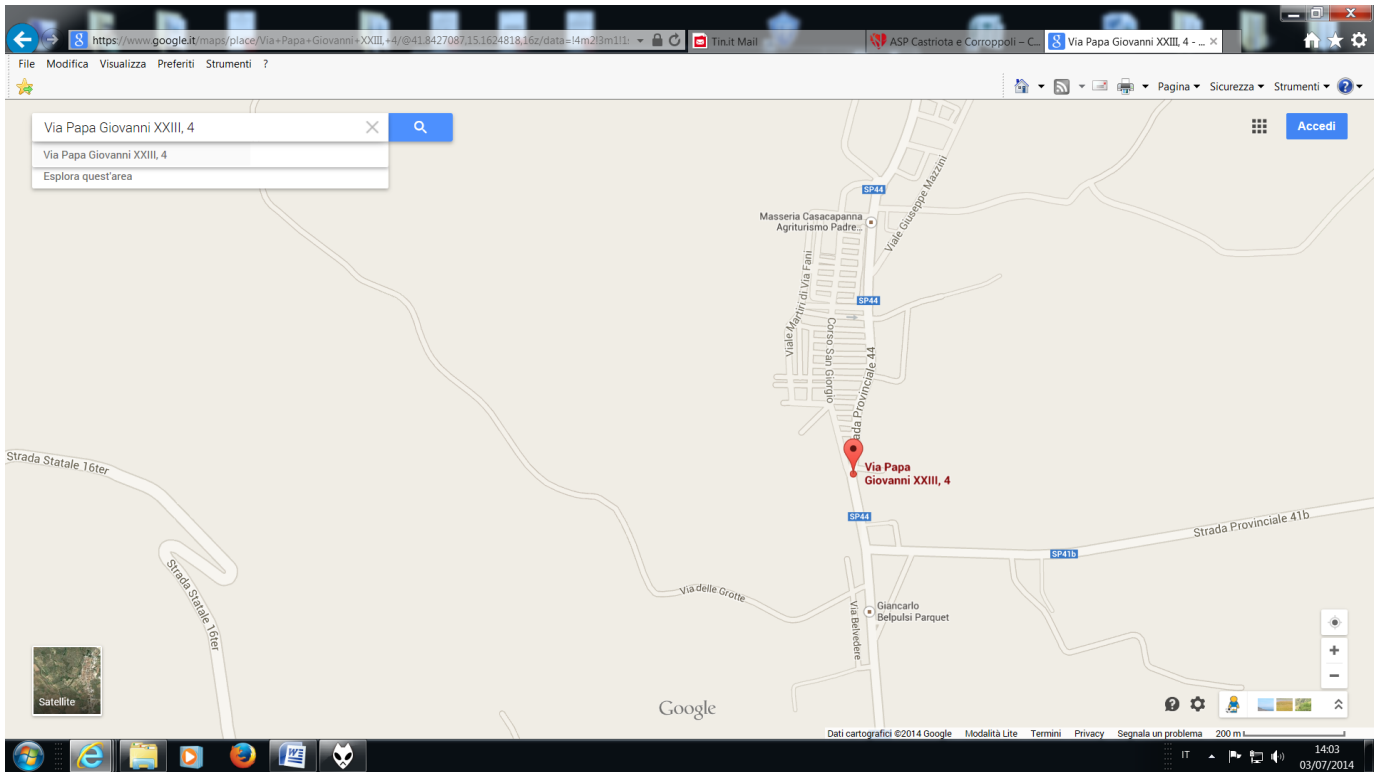 https://www.google.it/maps/place/Via+Papa+Giovanni+XXIII,+4/@41.8427087,15.1624818,16z/data=!4m2!3m1!1:
Tin.it Mail
ASP Castriota e Corroppoli – C...
Via Papa Giovanni XXIII, 4 - ...
File Modifica Visualizza Preferiti Strumenti ?
Pagina Sicurezza Strumenti
Via Papa Giovanni XXIII, 4
Accedi
Via Papa Giovanni XXIII, 4
Esplora quest'area
SP44
Viale Giuseppe Mazzini
Masseria Casacapanna
Agriturismo Padre...
Viale Martiri di Via Fani
SP44
Corso San Giorgio
ada Provinciale 44
Strada Statale 16ter
Via Papa
Giovanni XXIII, 4
SP44
Strada Provinciale 41b
SP41b
Strada Statale 16ter
Via delle Grotte
Via Belvedere
Giancarlo
Belpulsi Parquet
Satellite
Google
Dati cartografici ©2014 Google Modalità Lite Termini Privacy Segnala un problema 200 m
IT
14:03
03/07/2014